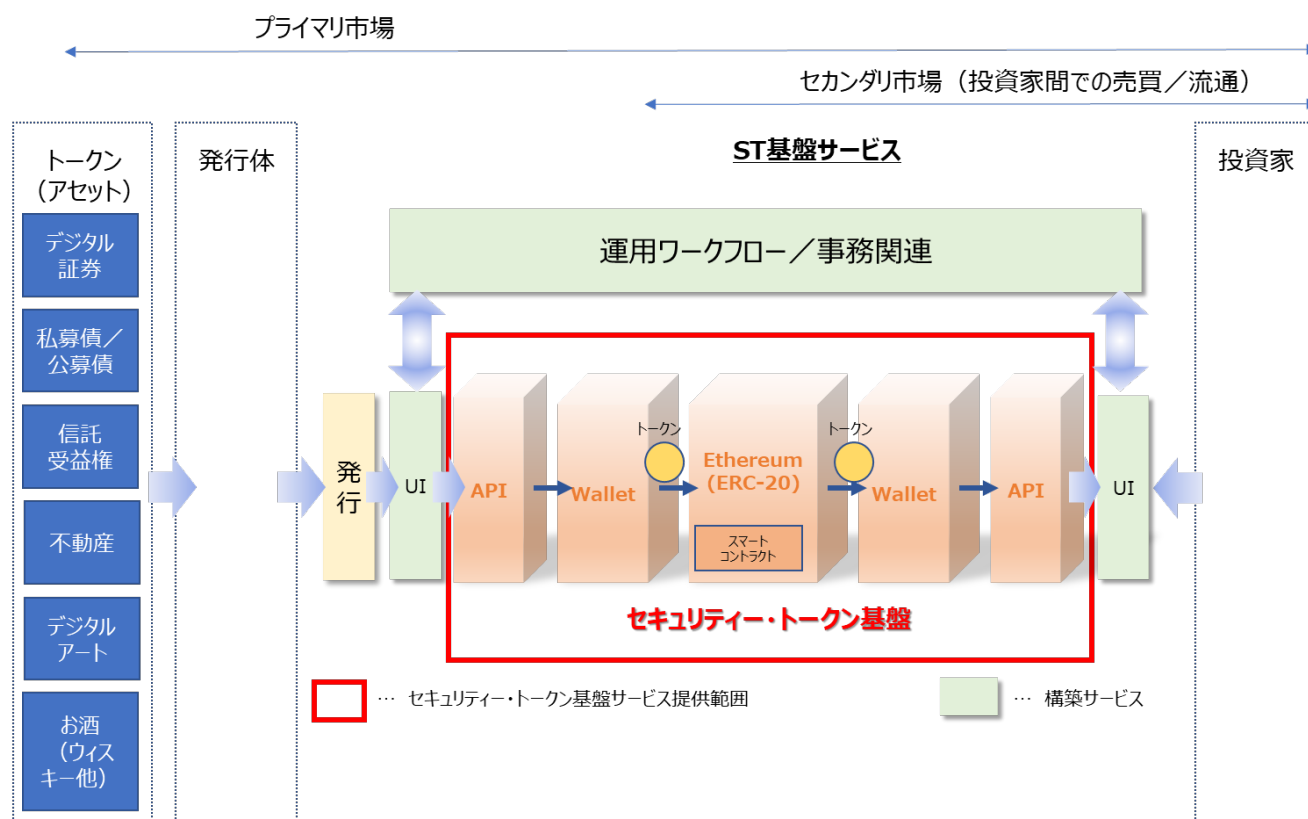 プライマリ市場
セカンダリ市場（投資家間での売買／流通）
トークン
（アセット）
デジタル
証券
私募債／
公募債
信託
受益権
不動産
デジタル
アート
お酒
（ウィス
キー他）
発行体
ST基盤サービス
運用ワークフロー／事務関連
発
行
UI
API
Wallet
トークン
Ethereum
(ERC-20)
スマート
コントラクト
トークン
Wallet
API
UI
セキュリティー・トークン基盤
… セキュリティー・トークン基盤サービス提供範囲
… 構築サービス
投資家